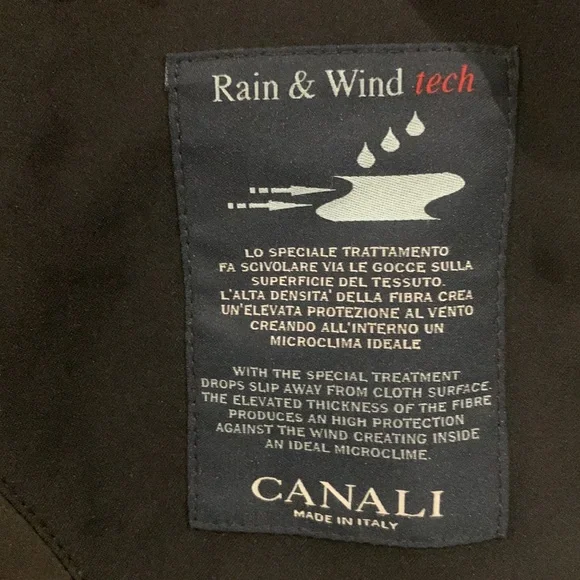 Rain & Wind tech
LO SPECIALE TRATTAMENTO
FA SCIVOLARE VIA LE GOCCE SULLA
SUPERFICIE DEL TESSUTO.
L'ALTA DENSITA' DELLA FIBRA CREA
UN'ELEVATA PROTEZIONE AL VENTO
CREANDO ALL'INTERNO UN
MICROCLIMA IDEALE
WITH THE SPECIAL TREATMENT
DROPS SLIP AWAY FROM CLOTH SURFACE.
THE ELEVATED THICKNESS OF THE FIBRE
PRODUCES AN HIGH PROTECTION
AGAINST THE WIND CREATING INSIDE
AN IDEAL MICROCLIME.
CANALI
MADE IN ITALY